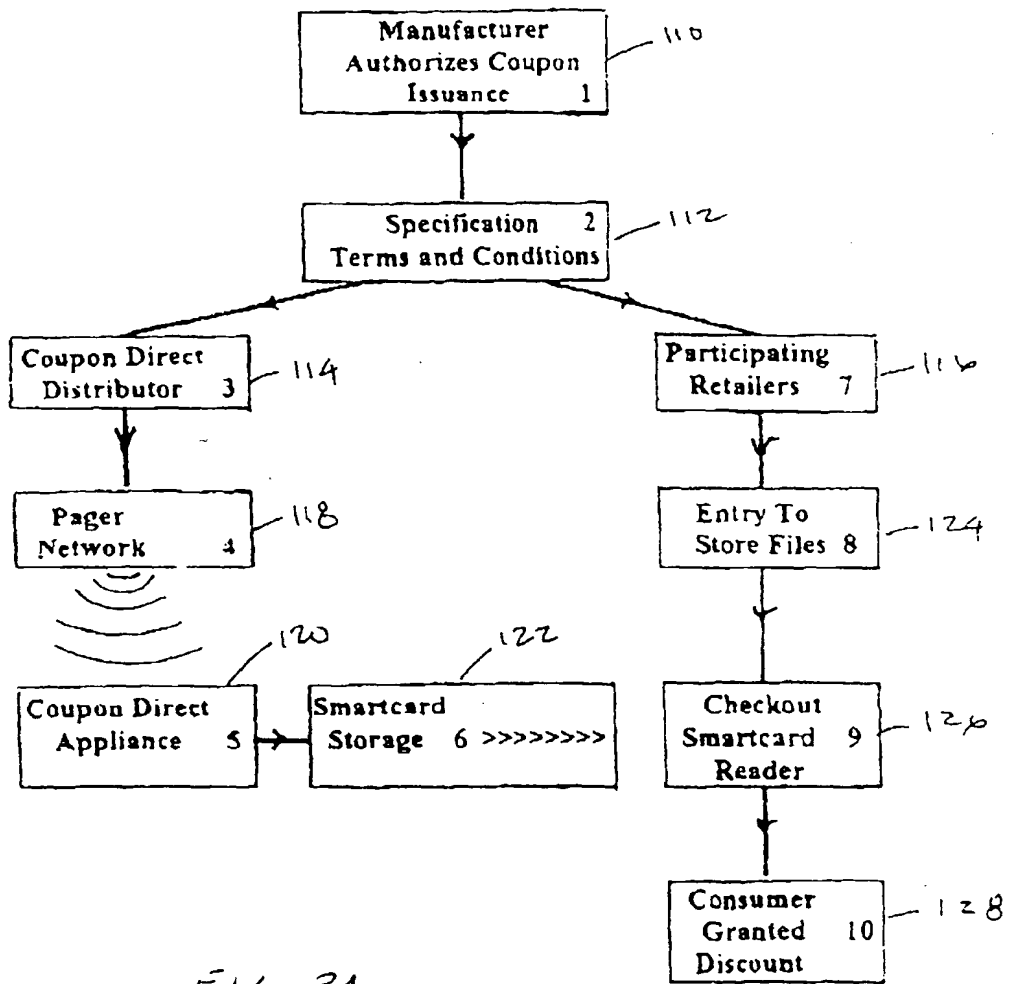 Manufacturer
Authorizes Coupon
Issuance 1
110
Specification 2
Terms and Conditions
112
Coupon Direct
Distributor 3
114
Participating
Retailers 7
116
Pager
Network 4
118
Entry To
Store Files 8
124
120
122
Coupon Direct
Appliance 5
Smartcard
Storage 6 >>>>>>>>
Checkout
Smartcard 9
Reader
126
Consumer
Granted 10
Discount
128